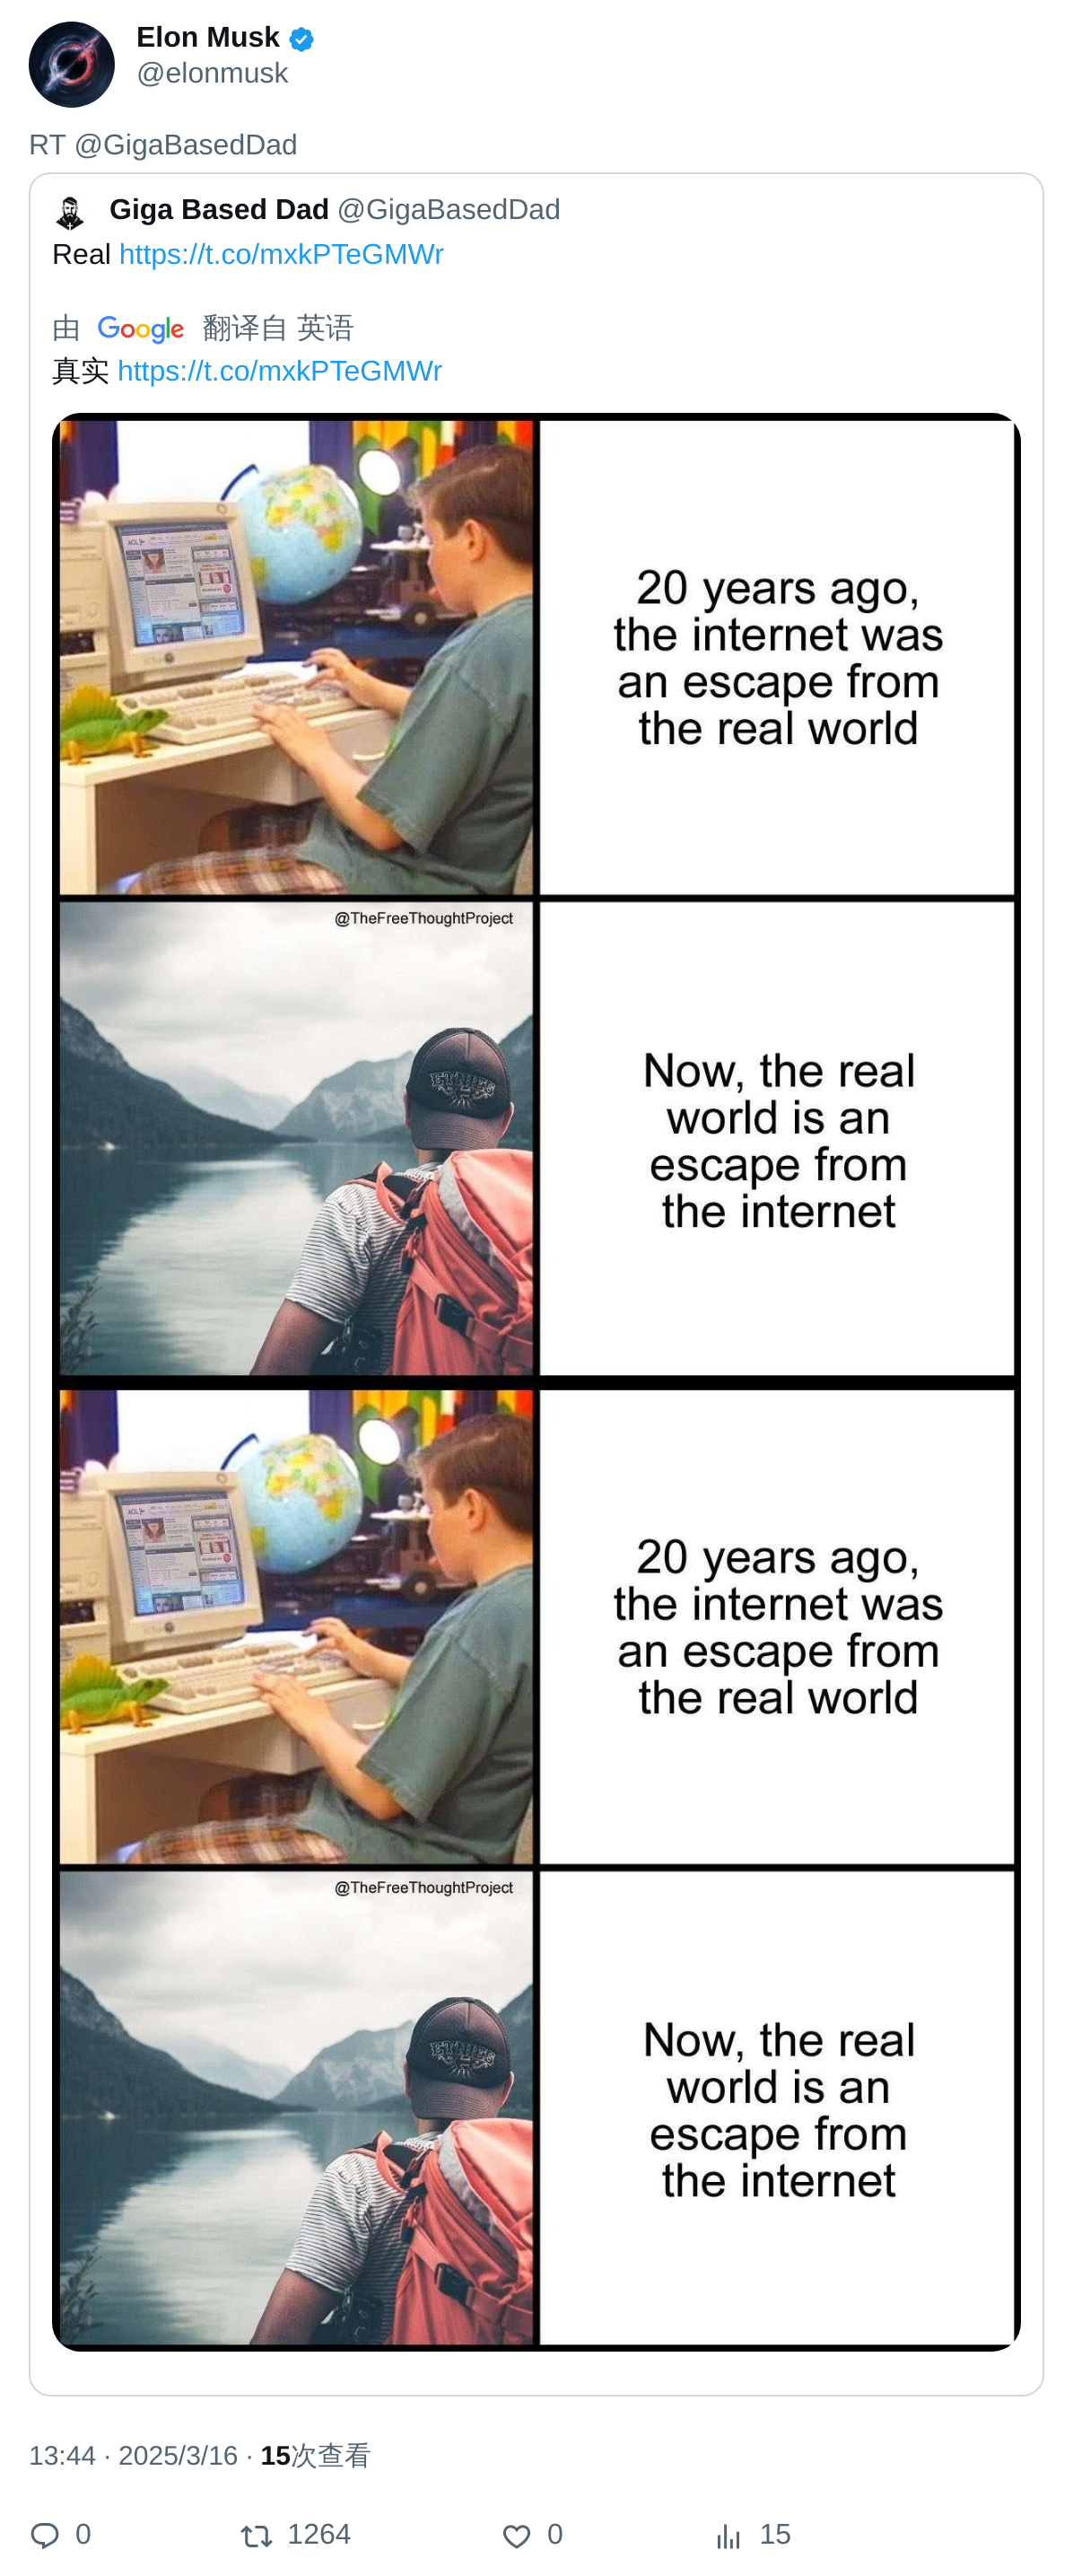 Elon Musk
@elonmusk
RT @GigaBasedDad
Giga Based Dad @GigaBasedDad
Real https://t.co/mxkPTeGMWr
由 Google 翻译自 英语
真实 https://t.co/mxkPTeGMWr
AOL
20 years ago,
the internet was
an escape from
the real world
@TheFreeThoughtProject
ETNIES
Now, the real
world is an
escape from
the internet
AOL
20 years ago,
the internet was
an escape from
the real world
@TheFreeThoughtProject
ETNIES
Now, the real
world is an
escape from
the internet
13:44 · 2025/3/16 · 15次查看
0 1264 0 15